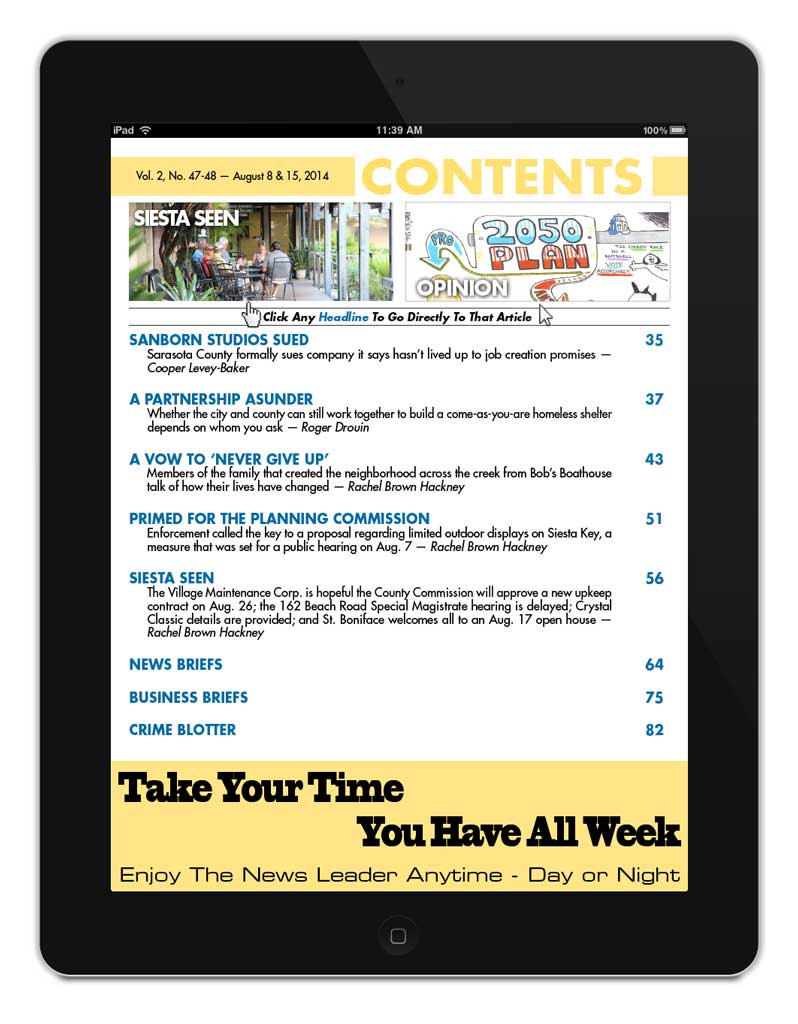 iPad 11:39 AM 100%
Vol. 2, No. 47-48 — August 8 & 15, 2014
CONTENTS
SIESTA SEEN
PRO
2050
PLAN
THE COUNTY RACE
IN A
NUTSHELL
VOTE
ACCORDINGLY
OPINION
Click Any Headline To Go Directly To That Article
SANBORN STUDIOS SUED 35
Sarasota County formally sues company it says hasn’t lived up to job creation promises —
Cooper Levey-Baker
A PARTNERSHIP ASUNDER 37
Whether the city and county can still work together to build a come-as-you-are homeless shelter
depends on whom you ask — Roger Drouin
A VOW TO ‘NEVER GIVE UP’ 43
Members of the family that created the neighborhood across the creek from Bob’s Boathouse
talk of how their lives have changed — Rachel Brown Hackney
PRIMED FOR THE PLANNING COMMISSION 51
Enforcement called the key to a proposal regarding limited outdoor displays on Siesta Key, a
measure that was set for a public hearing on Aug. 7 — Rachel Brown Hackney
SIESTA SEEN 56
The Village Maintenance Corp. is hopeful the County Commission will approve a new upkeep
contract on Aug. 26; the 162 Beach Road Special Magistrate hearing is delayed; Crystal
Classic details are provided; and St. Boniface welcomes all to an Aug. 17 open house —
Rachel Brown Hackney
NEWS BRIEFS 64
BUSINESS BRIEFS 75
CRIME BLOTTER 82
Take Your Time
You Have All Week
Enjoy The News Leader Anytime - Day or Night